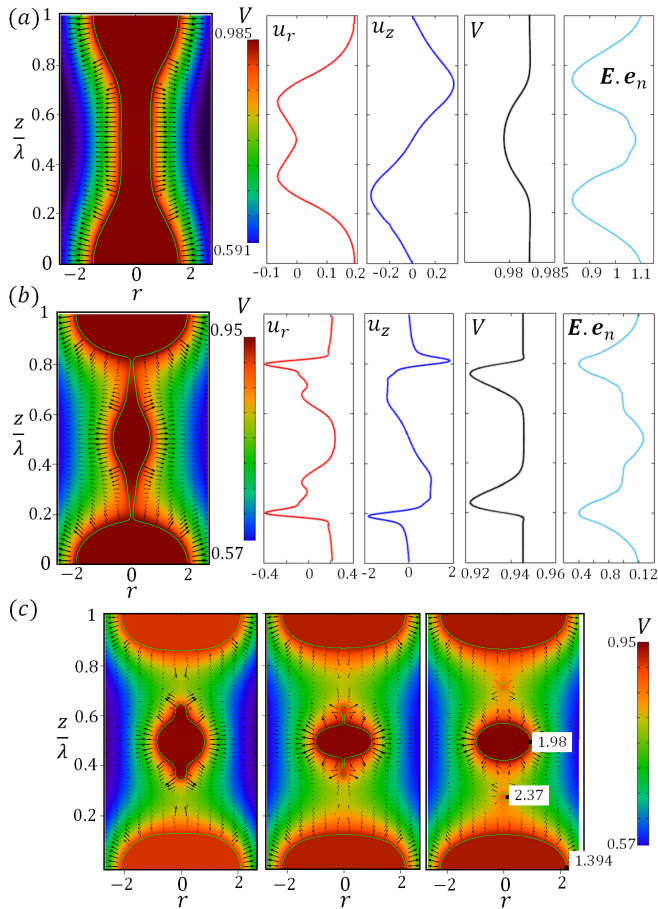 (a)
z/λ
1
0.8
0.6
0.4
0.2
0
−2 0 2
r
V
0.985
0.591
u_r
−0.1 0 0.1 0.2
u_z
−0.2 0 0.2
V
0.98 0.985
E.e_n
0.9 1 1.1
(b)
z/λ
1
0.8
0.6
0.4
0.2
0
−2 0 2
r
V
0.95
0.57
u_r
−0.4 0 0.4
u_z
−2 0 2
V
0.92 0.94 0.96
E.e_n
0.4 0.8 0.12
(c)
z/λ
1
0.8
0.6
0.4
0.2
−2 0 2
r
−2 0 2
r
−2 0 2
r
1.98
2.37
1.394
V
0.95
0.57